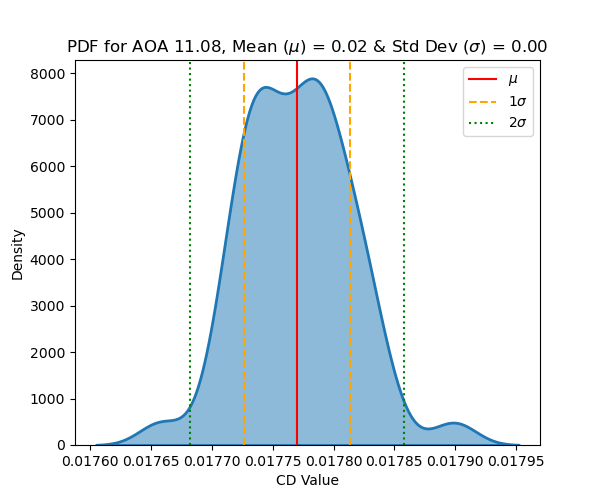 PDF for AOA 11.08, Mean (μ) = 0.02 & Std Dev (σ) = 0.00
μ
1σ
2σ
8000
7000
6000
5000
4000
3000
2000
1000
0
Density
0.01760 0.01765 0.01770 0.01775 0.01780 0.01785 0.01790 0.01795
CD Value